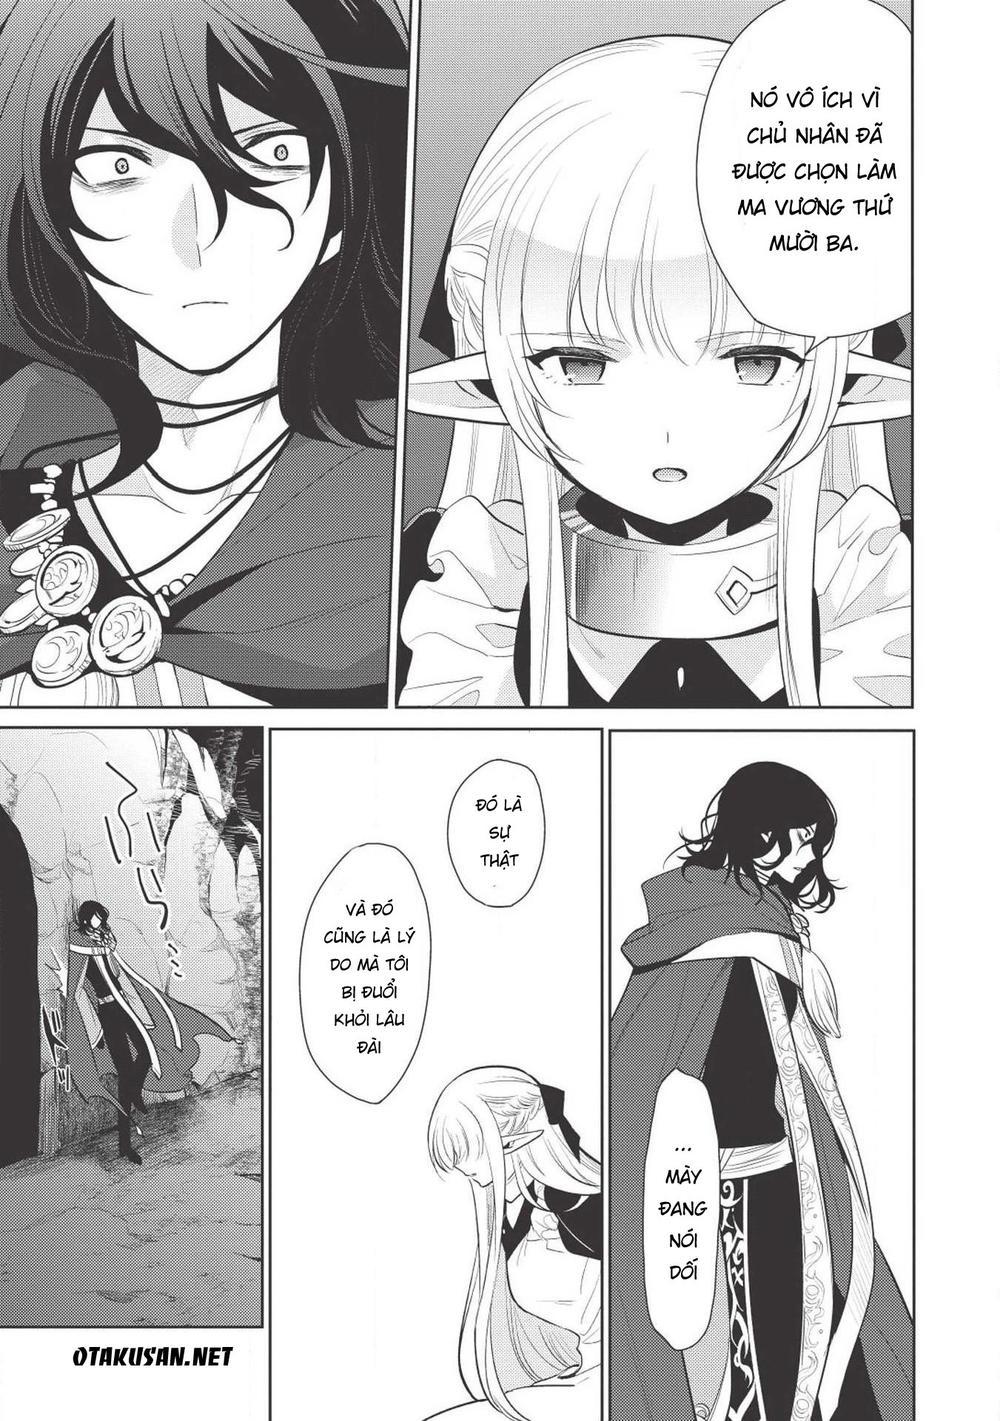 NÓ VÔ ÍCH VÌ
CHỦ NHÂN ĐÃ
ĐƯỢC CHỌN LÀM
MA VƯƠNG THỨ
MƯỜI BA.
...
MÀY
ĐANG
NÓI
DỐI
ĐÓ LÀ
SỰ
THẬT
VÀ ĐÓ
CŨNG LÀ LÝ
DO MÀ TÔI
BỊ ĐUỔI
KHỎI LÂU
ĐÀI
OTAKUSAN.NET